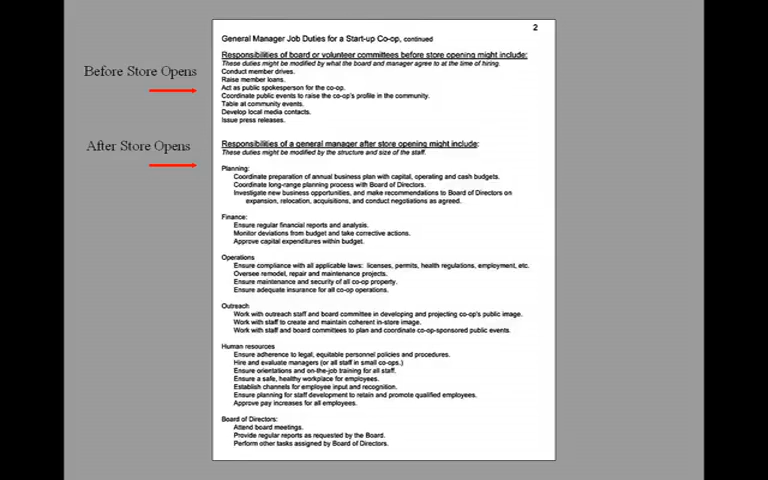 2
General Manager Job Duties for a Start-up Co-op, continued
Before Store Opens
Responsibilities of board or volunteer committees before store opening might include:
These duties might be modified by what the board and manager agree to at the time of hiring.
Conduct member drives.
Raise member loans.
Act as public spokesperson for the co-op.
Coordinate public events to raise the co-op's profile in the community.
Table at community events.
Develop local media contacts.
Issue press releases.
After Store Opens
Responsibilities of a general manager after store opening might include:
These duties might be modified by the structure and size of the staff.
Planning:
Coordinate preparation of annual business plan with capital, operating and cash budgets.
Coordinate long-range planning process with Board of Directors.
Investigate new business opportunities, and make recommendations to Board of Directors on
expansion, relocation, acquisitions, and conduct negotiations as agreed.
Finance:
Ensure regular financial reports and analysis.
Monitor deviations from budget and take corrective actions.
Approve capital expenditures within budget.
Operations
Ensure compliance with all applicable laws: licenses, permits, health regulations, employment, etc.
Oversee remodel, repair and maintenance projects.
Ensure maintenance and security of all co-op property.
Ensure adequate insurance for all co-op operations.
Outreach:
Work with outreach staff and board committee in developing and projecting co-op's public image.
Work with staff to create and maintain coherent in-store image.
Work with staff and board committees to plan and coordinate co-op-sponsored public events.
Human resources
Ensure adherence to legal, equitable personnel policies and procedures.
Hire and evaluate managers (or all staff in small co-ops.)
Ensure orientations and on-the-job training for all staff.
Ensure a safe, healthy workplace for employees.
Establish channels for employee input and recognition.
Ensure planning for staff development to retain and promote qualified employees.
Approve pay increases for all employees.
Board of Directors:
Attend board meetings.
Provide regular reports as requested by the Board.
Perform other tasks assigned by Board of Directors.